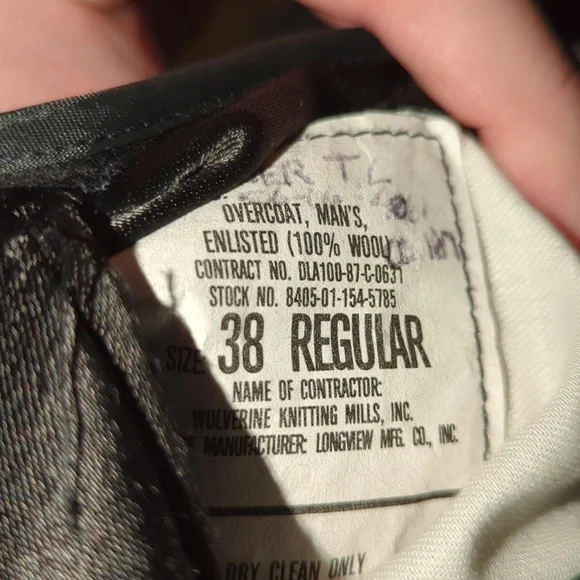 OVERCOAT, MAN'S,
ENLISTED (100% WOOL)
CONTRACT NO. DLA100-87-C-0631
STOCK NO. 8405-01-154-5785
SIZE: 38 REGULAR
NAME OF CONTRACTOR:
WOLVERINE KNITTING MILLS, INC.
MANUFACTURER: LONGVIEW MFG. CO., INC.
DRY CLEAN ONLY